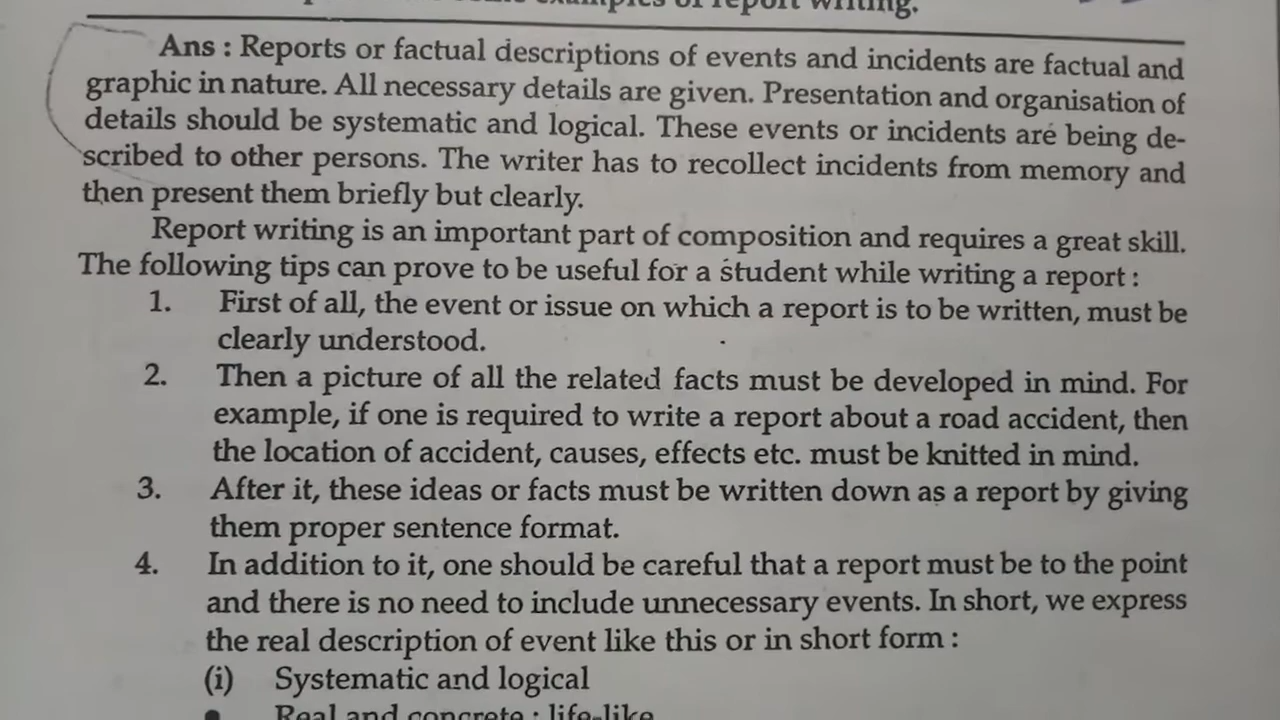 examples of report writing.
Ans : Reports or factual descriptions of events and incidents are factual and
graphic in nature. All necessary details are given. Presentation and organisation of
details should be systematic and logical. These events or incidents are being de-
scribed to other persons. The writer has to recollect incidents from memory and
then present them briefly but clearly.
Report writing is an important part of composition and requires a great skill.
The following tips can prove to be useful for a student while writing a report :
1. First of all, the event or issue on which a report is to be written, must be
clearly understood.
2. Then a picture of all the related facts must be developed in mind. For
example, if one is required to write a report about a road accident, then
the location of accident, causes, effects etc. must be knitted in mind.
3. After it, these ideas or facts must be written down as a report by giving
them proper sentence format.
4. In addition to it, one should be careful that a report must be to the point
and there is no need to include unnecessary events. In short, we express
the real description of event like this or in short form :
(i) Systematic and logical
• Real and concrete : life-like